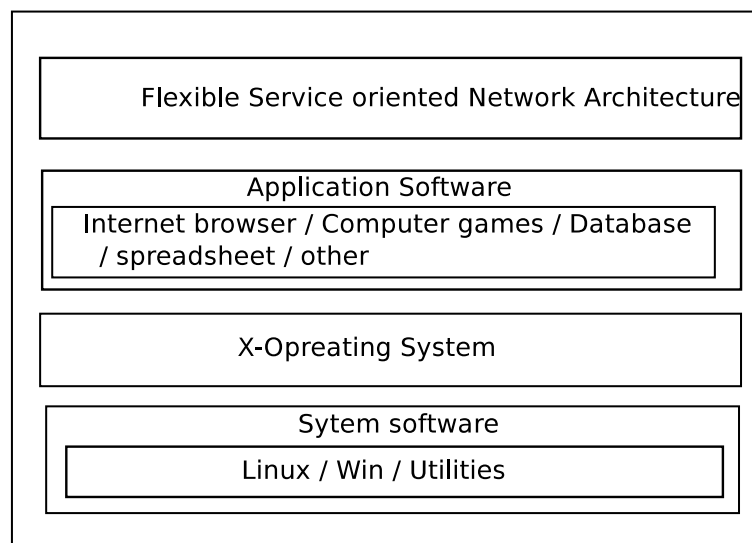 Flexible Service oriented Network Architecture
Application Software
Internet browser / Computer games / Database
/ spreadsheet / other
X-Opreating System
Sytem software
Linux / Win / Utilities